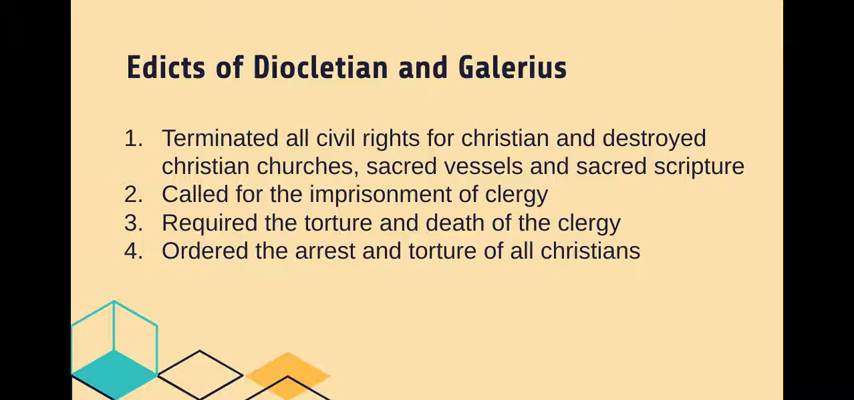 Edicts of Diocletian and Galerius
1. Terminated all civil rights for christian and destroyed
christian churches, sacred vessels and sacred scripture
2. Called for the imprisonment of clergy
3. Required the torture and death of the clergy
4. Ordered the arrest and torture of all christians